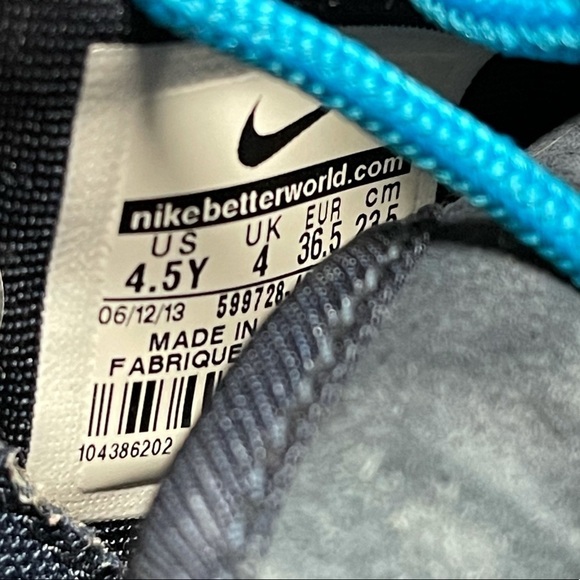 nikebetterworld.com
US UK EUR cm
4.5Y 4 36.5 23.5
06/12/13 599728-
MADE IN
FABRIQUE
104386202